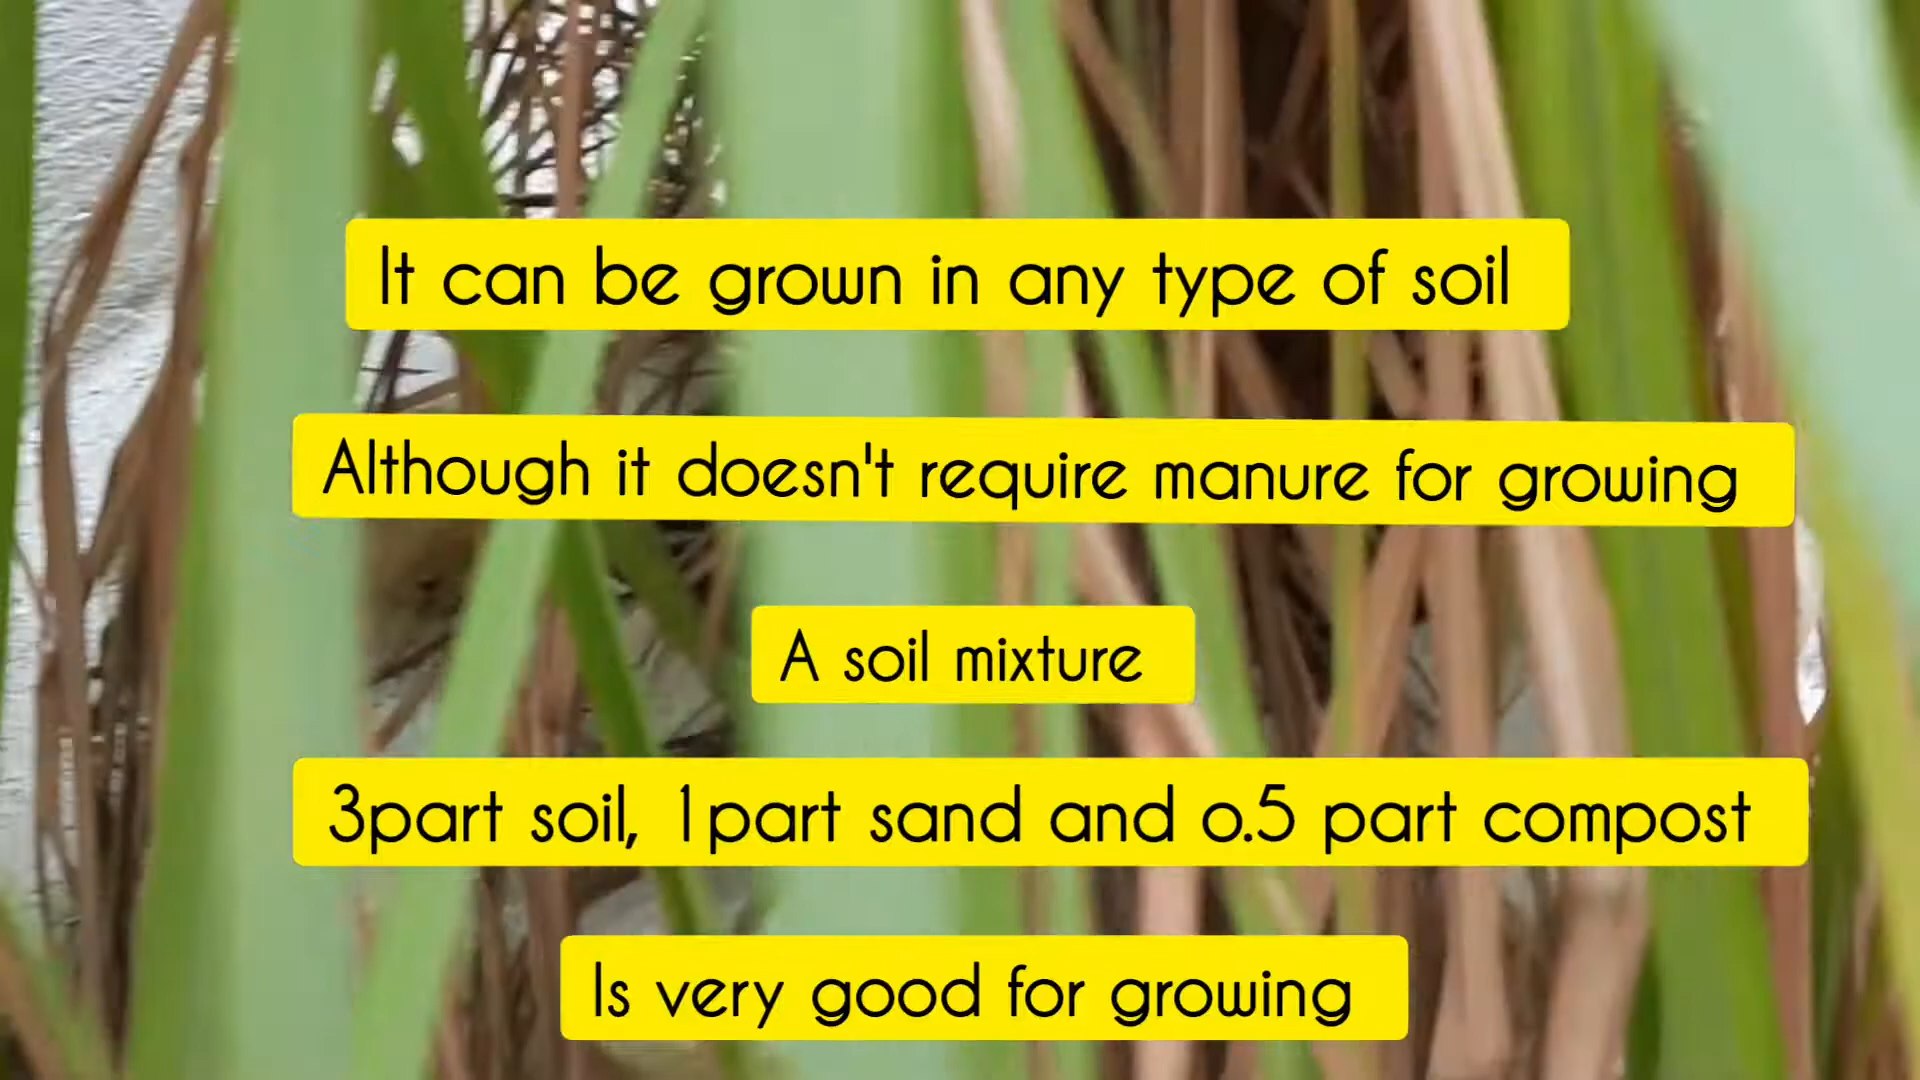 It can be grown in any type of soil
Although it doesn't require manure for growing
A soil mixture
3part soil, 1part sand and o.5 part compost
Is very good for growing